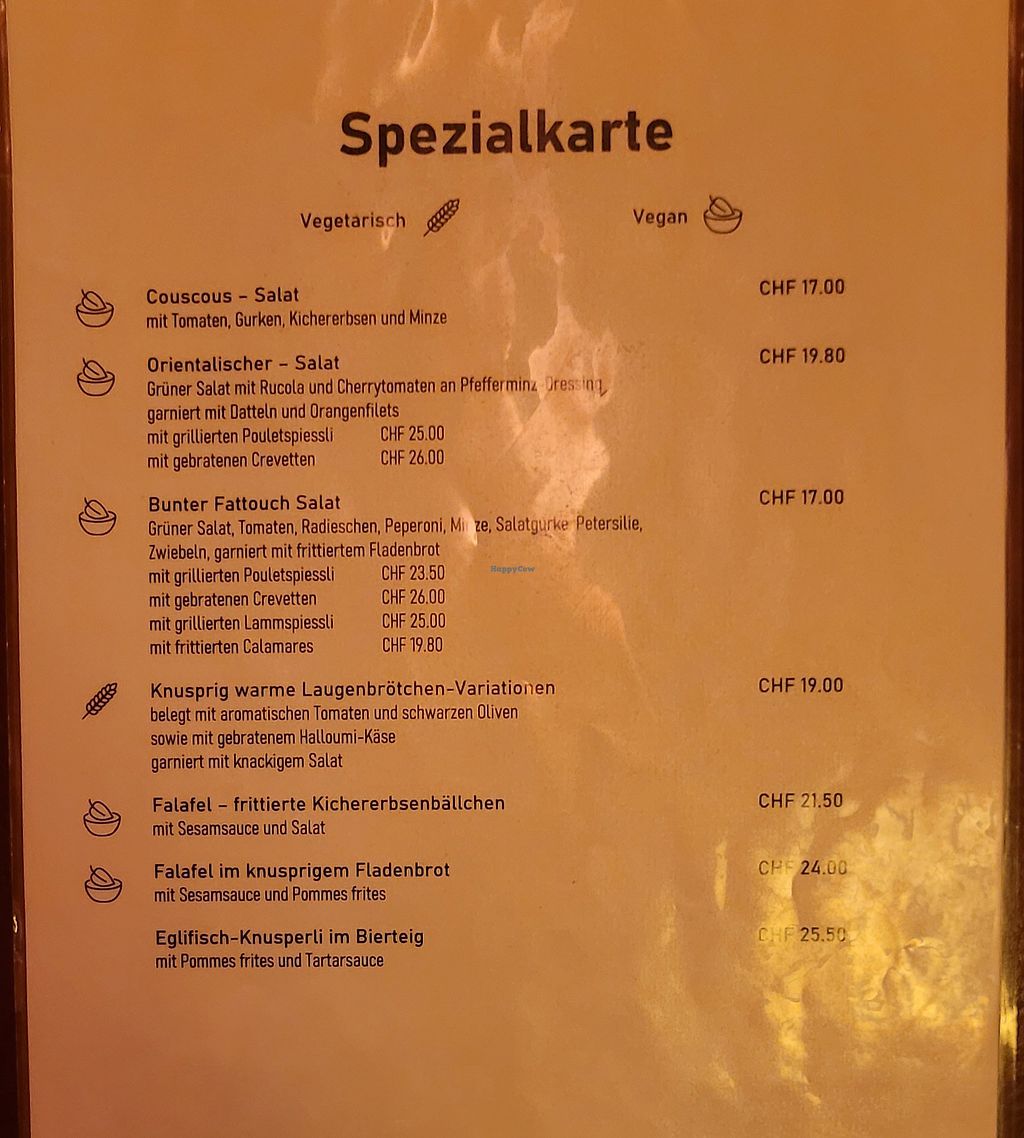 Spezialkarte
Vegetarisch Vegan
Couscous – Salat CHF 17.00
mit Tomaten, Gurken, Kichererbsen und Minze
Orientalischer – Salat CHF 19.80
Grüner Salat mit Rucola und Cherrytomaten an Pfefferminz-Dressing,
garniert mit Datteln und Orangenfilets
mit grillierten Pouletspiessli CHF 25.00
mit gebratenen Crevetten CHF 26.00
Bunter Fattouch Salat CHF 17.00
Grüner Salat, Tomaten, Radieschen, Peperoni, Minze, Salatgurke, Petersilie,
Zwiebeln, garniert mit frittiertem Fladenbrot
mit grillierten Pouletspiessli CHF 23.50
mit gebratenen Crevetten CHF 26.00
mit grillierten Lammspiessli CHF 25.00
mit frittierten Calamares CHF 19.80
HappyCow
Knusprig warme Laugenbrötchen-Variationen CHF 19.00
belegt mit aromatischen Tomaten und schwarzen Oliven
sowie mit gebratenem Halloumi-Käse
garniert mit knackigem Salat
Falafel – frittierte Kichererbsenbällchen CHF 21.50
mit Sesamsauce und Salat
Falafel im knusprigem Fladenbrot CHF 24.00
mit Sesamsauce und Pommes frites
Eglifisch-Knusperli im Bierteig CHF 25.50
mit Pommes frites und Tartarsauce